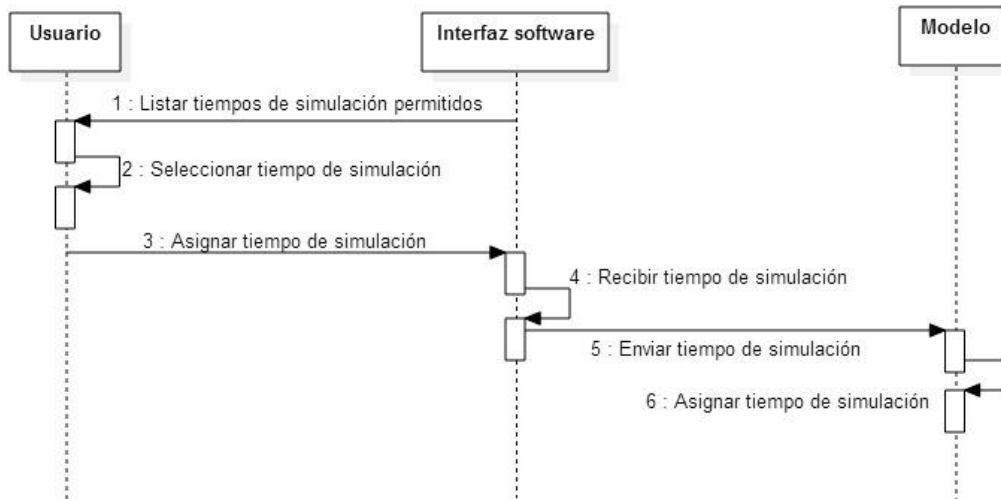 Usuario
Interfaz software
Modelo
1 : Listar tiempos de simulación permitidos
2 : Seleccionar tiempo de simulación
3 : Asignar tiempo de simulación
4 : Recibir tiempo de simulación
5 : Enviar tiempo de simulación
6 : Asignar tiempo de simulación